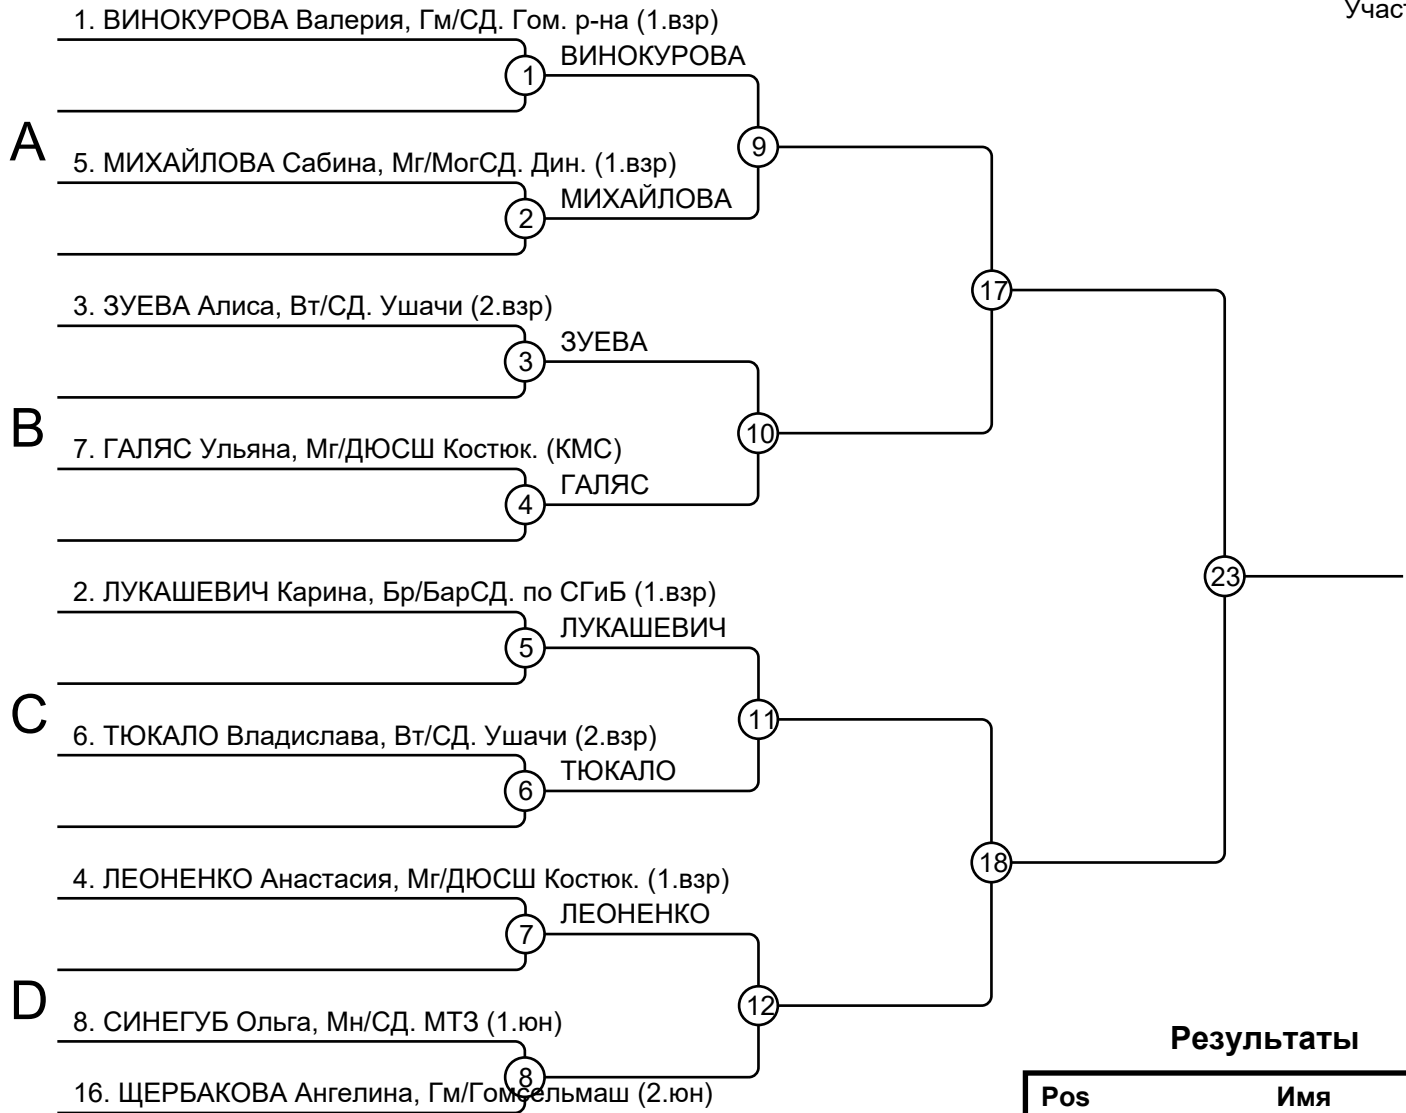 Участ
1. ВИНОКУРОВА Валерия, Гм/СД. Гом. р-на (1.взр)
ВИНОКУРОВА
1
A
9
5. МИХАЙЛОВА Сабина, Мг/МогСД. Дин. (1.взр)
МИХАЙЛОВА
2
17
3. ЗУЕВА Алиса, Вт/СД. Ушачи (2.взр)
ЗУЕВА
3
B
10
7. ГАЛЯС Ульяна, Мг/ДЮСШ Костюк. (КМС)
ГАЛЯС
4
23
2. ЛУКАШЕВИЧ Карина, Бр/БарСД. по СГиБ (1.взр)
ЛУКАШЕВИЧ
5
C
11
6. ТЮКАЛО Владислава, Вт/СД. Ушачи (2.взр)
ТЮКАЛО
6
18
4. ЛЕОНЕНКО Анастасия, Мг/ДЮСШ Костюк. (1.взр)
ЛЕОНЕНКО
7
D
12
8. СИНЕГУБ Ольга, Мн/СД. МТЗ (1.юн)
8
16. ЩЕРБАКОВА Ангелина, Гм/Гомсельмаш (2.юн)
Результаты
Pos Имя